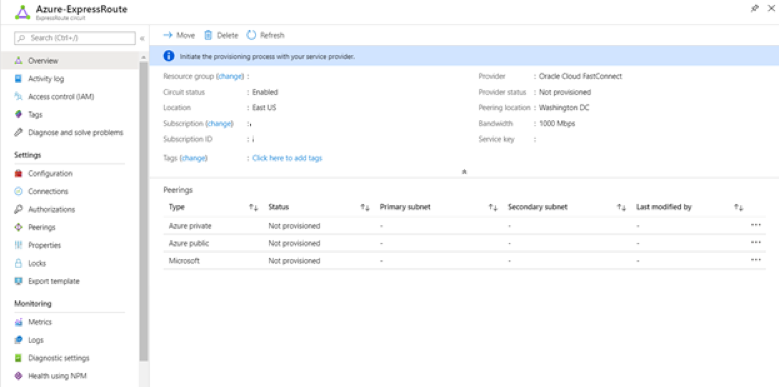 Azure-ExpressRoute
ExpressRoute circuit
Search (Ctrl+/)
«
Overview
Activity log
Access control (IAM)
Tags
Diagnose and solve problems
Settings
Configuration
Connections
Authorizations
Peerings
Properties
Locks
Export template
Monitoring
Metrics
Logs
Diagnostic settings
Health using NPM
Move Delete Refresh
Initiate the provisioning process with your service provider.
Resource group (change) :
Circuit status : Enabled
Location : East US
Subscription (change) :
Subscription ID :
Tags (change) : Click here to add tags
Provider : Oracle Cloud FastConnect
Provider status : Not provisioned
Peering location : Washington DC
Bandwidth : 1000 Mbps
Service key :
Peerings
Type Status Primary subnet Secondary subnet Last modified by
Azure private Not provisioned - - -
Azure public Not provisioned - - -
Microsoft Not provisioned - - -